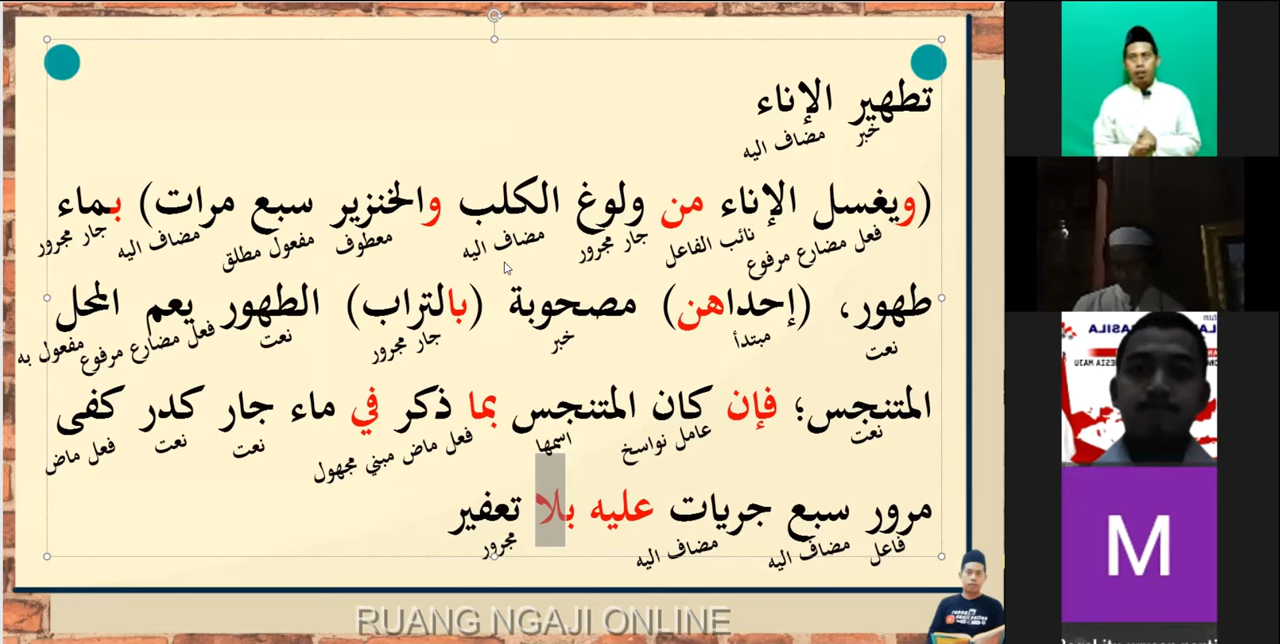 تطهير الإناء
خبر مضاف اليه
(ويغسل الإناء من ولوغ الكلب والخنزير سبع مرات) بماء
فعل مضارع مرفوع نائب الفاعل جار مجرور مضاف اليه معطوف مفعول مطلق مضاف اليه جار مجرور
طهور، (إحداهن) مصحوبة (بالتراب) الطهور يعم المحل
نعت مبتدأ خبر جار مجرور نعت فعل مضارع مرفوع مفعول به
المتنجس؛ فإن كان المتنجس بما ذكر في ماء جار كدر كفى
نعت عامل نواسخ اسمها فعل ماض مبني مجهول نعت نعت فعل ماض
مرور سبع جريات عليه بلا تعفير
فاعل مضاف اليه مضاف اليه مجرور
RUANG NGAJI ONLINE
M